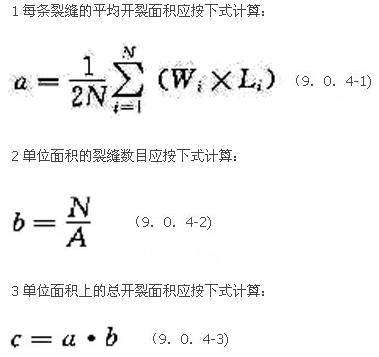 1 每条裂缝的平均开裂面积应按下式计算：
a = \frac{1}{2N} \sum_{i=1}^{N} (W_i × L_i) （9. 0. 4-1)
2 单位面积的裂缝数目应按下式计算：
b = \frac{N}{A} （9. 0. 4-2)
3 单位面积上的总开裂面积应按下式计算：
c = a • b （9. 0. 4-3)